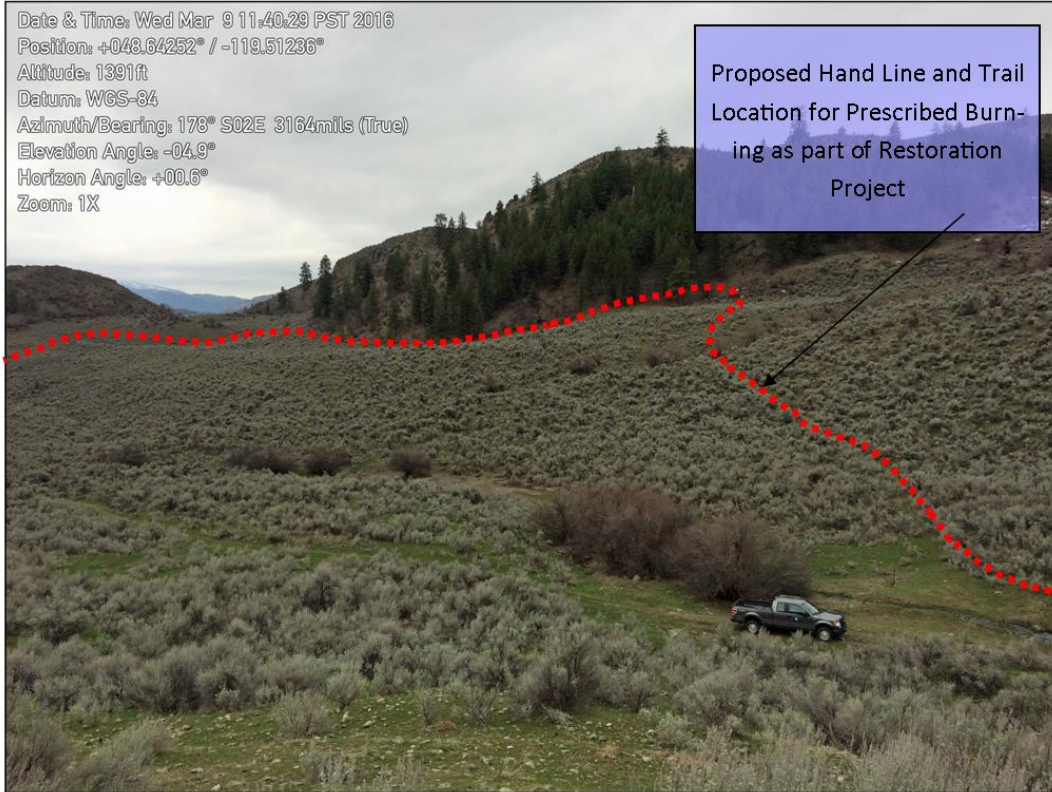 Date & Time: Wed Mar 9 11:40:29 PST 2016
Position: +048.64252° / -119.51236°
Altitude: 1391ft
Datum: WGS-84
Azimuth/Bearing: 178° S02E 3164mils (True)
Elevation Angle: -04.9°
Horizon Angle: +00.6°
Zoom: 1X
Proposed Hand Line and Trail
Location for Prescribed Burn-
ing as part of Restoration
Project